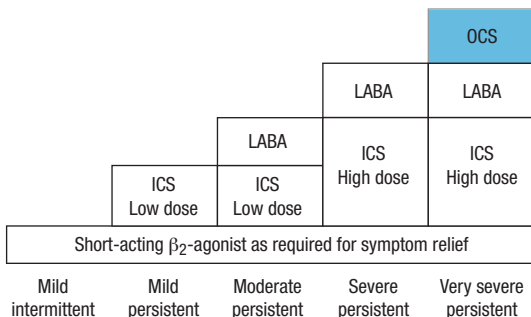 OCS
LABA
LABA
LABA
ICS
High dose
ICS
High dose
ICS
Low dose
ICS
Low dose
Short-acting β2-agonist as required for symptom relief
Mild
intermittent
Mild
persistent
Moderate
persistent
Severe
persistent
Very severe
persistent